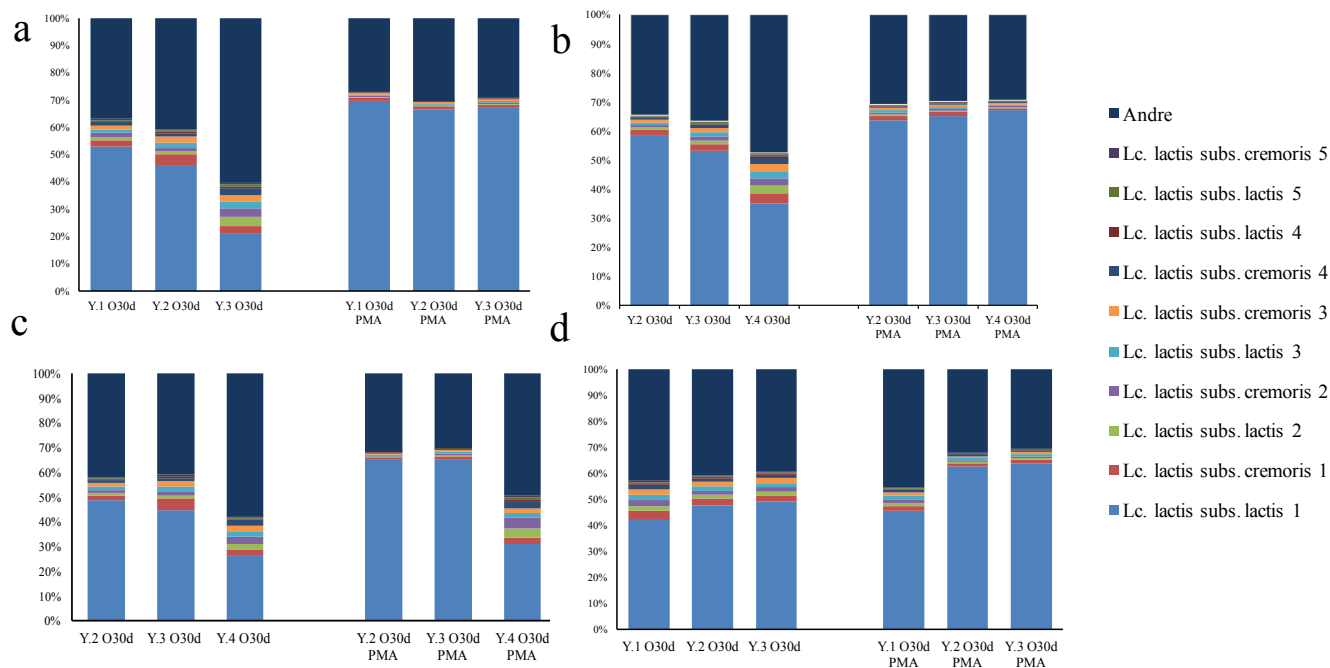 a
100%
90%
80%
70%
60%
50%
40%
30%
20%
10%
0%
Y.1 O30d Y.2 O30d Y.3 O30d Y.1 O30d Y.2 O30d Y.3 O30d
PMA PMA PMA
b
100%
90%
80%
70%
60%
50%
40%
30%
20%
10%
0%
Y.2 O30d Y.3 O30d Y.4 O30d Y.2 O30d Y.3 O30d Y.4 O30d
PMA PMA PMA
c
100%
90%
80%
70%
60%
50%
40%
30%
20%
10%
0%
Y.2 O30d Y.3 O30d Y.4 O30d Y.2 O30d Y.3 O30d Y.4 O30d
PMA PMA PMA
d
100%
90%
80%
70%
60%
50%
40%
30%
20%
10%
0%
Y.1 O30d Y.2 O30d Y.3 O30d Y.1 O30d Y.2 O30d Y.3 O30d
PMA PMA PMA
Andre
Lc. lactis subs. cremoris 5
Lc. lactis subs. lactis 5
Lc. lactis subs. lactis 4
Lc. lactis subs. cremoris 4
Lc. lactis subs. cremoris 3
Lc. lactis subs. lactis 3
Lc. lactis subs. cremoris 2
Lc. lactis subs. lactis 2
Lc. lactis subs. cremoris 1
Lc. lactis subs. lactis 1